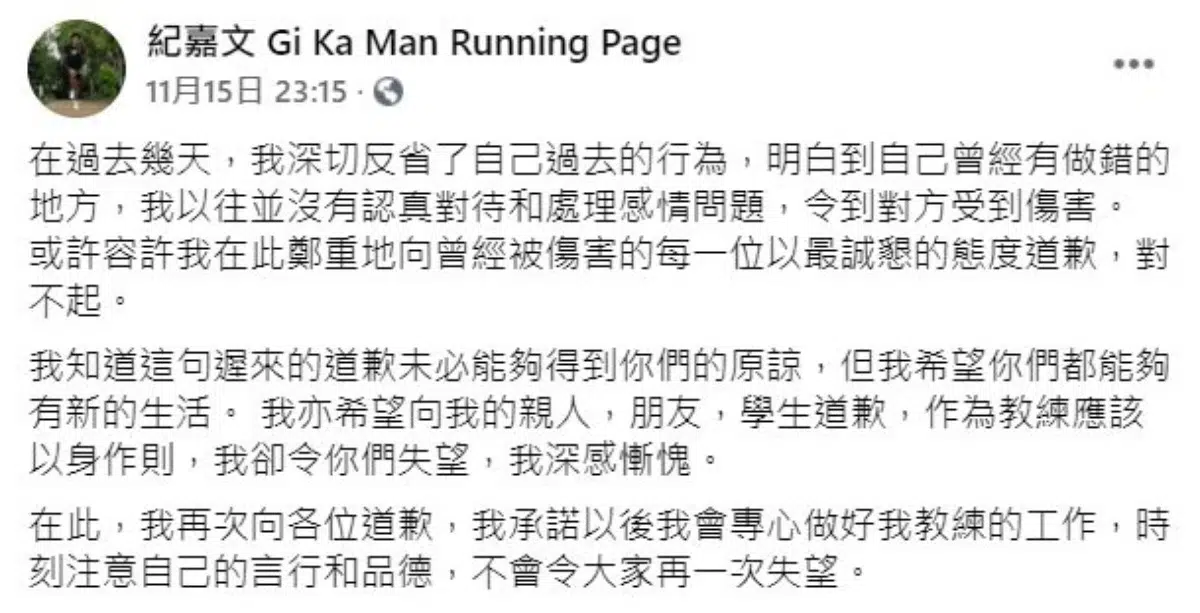 紀嘉文 Gi Ka Man Running Page
11月15日 23:15 ·
在過去幾天，我深切反省了自己過去的行為，明白到自己曾經有做錯的
地方，我以往並沒有認真對待和處理感情問題，令到對方受到傷害。
或許容許我在此鄭重地向曾經被傷害的每一位以最誠懇的態度道歉，對
不起。
我知道這句遲來的道歉未必能夠得到你們的原諒，但我希望你們都能夠
有新的生活。 我亦希望向我的親人，朋友，學生道歉，作為教練應該
以身作則，我卻令你們失望，我深感慚愧。
在此，我再次向各位道歉，我承諾以後我會專心做好我教練的工作，時
刻注意自己的言行和品德，不會令大家再一次失望。